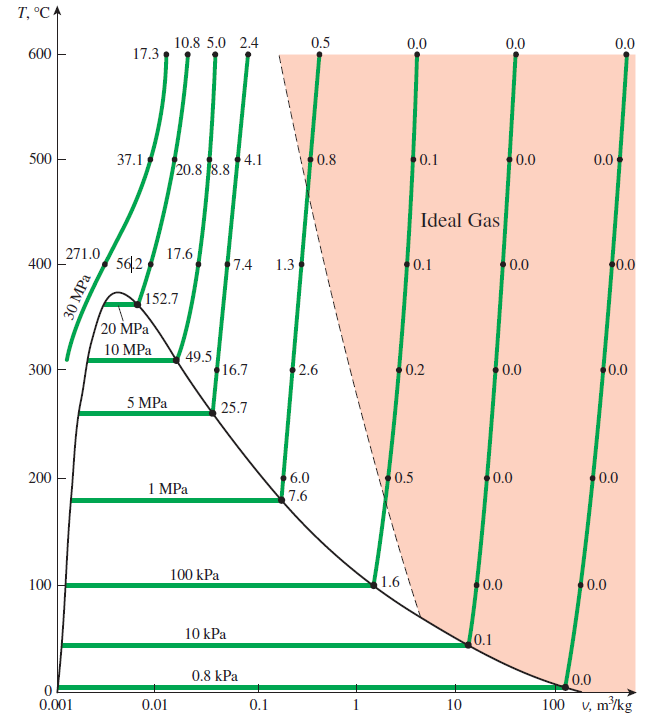 T, °C
10.8 5.0 2.4 0.5 0.0 0.0 0.0
600 17.3
500 37.1 20.8 8.8 4.1 0.8 0.1 0.0 0.0
Ideal Gas
271.0 17.6
400 56.2 7.4 1.3 0.1 0.0 0.0
30 MPa
152.7
20 MPa
10 MPa 49.5
300 16.7 2.6 0.2 0.0 0.0
5 MPa 25.7
200 6.0 0.5 0.0 0.0
1 MPa 7.6
100 kPa
100 1.6 0.0 0.0
10 kPa 0.1
0.8 kPa 0.0
0
0.001 0.01 0.1 1 10 100 v, m³/kg